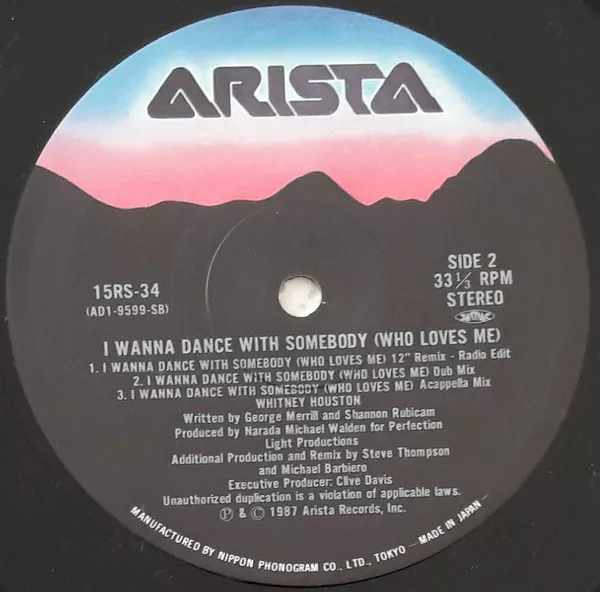 ARISTA
SIDE 2
33 1/3 RPM
STEREO
15RS-34
(AD1-9599-SB)
I WANNA DANCE WITH SOMEBODY (WHO LOVES ME)
1. I WANNA DANCE WITH SOMEBODY (WHO LOVES ME) 12" Remix - Radio Edit
2. I WANNA DANCE WITH SOMEBODY (WHO LOVES ME) Dub Mix
3. I WANNA DANCE WITH SOMEBODY (WHO LOVES ME) Acappella Mix
WHITNEY HOUSTON
Written by George Merrill and Shannon Rubicam
Produced by Narada Michael Walden for Perfection
Light Productions
Additional Production and Remix by Steve Thompson
and Michael Barbiero
Executive Producer: Clive Davis
Unauthorized duplication is a violation of applicable laws.
℗ & © 1987 Arista Records, Inc.
MANUFACTURED BY NIPPON PHONOGRAM CO., LTD., TOKYO – MADE IN JAPAN –